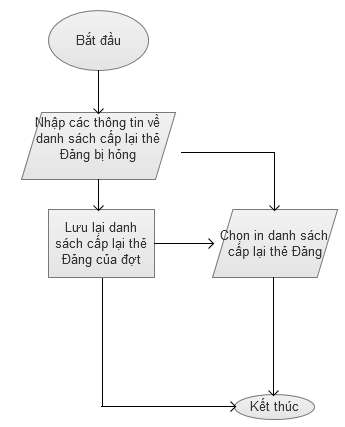 Bắt đầu
Nhập các thông tin về
danh sách cấp lại thẻ
Đảng bị hỏng
Lưu lại danh
sách cấp lại thẻ
Đảng của đợt
Chọn in danh sách
cấp lại thẻ Đảng
Kết thúc